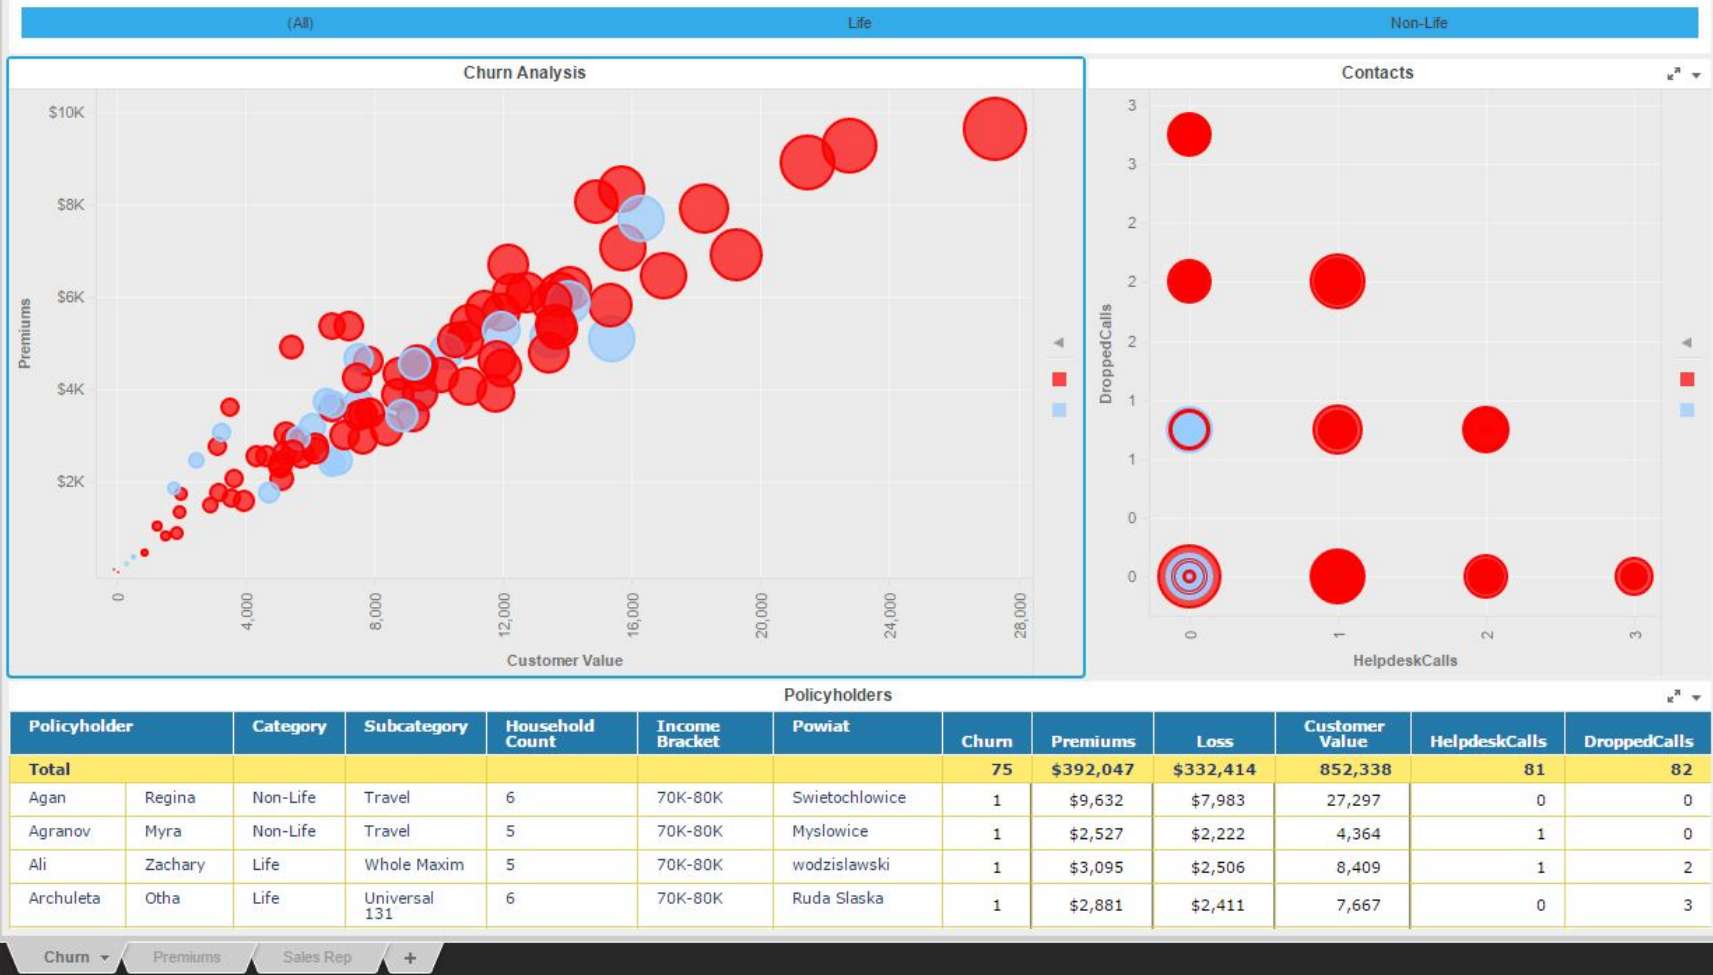 (All) Life Non-Life
Churn Analysis
$10K
$8K
$6K
$4K
$2K
Premiums
0 4,000 8,000 12,000 16,000 20,000 24,000 28,000
Customer Value
Contacts
3
3
2
2
2
1
1
0
0
DroppedCalls
0 1 2 3
HelpdeskCalls
Policyholders
Policyholder Category Subcategory Household Count Income Bracket Powiat Churn Premiums Loss Customer Value HelpdeskCalls DroppedCalls
Total 75 $392,047 $332,414 852,338 81 82
Agan Regina Non-Life Travel 6 70K-80K Swietochlowice 1 $9,632 $7,983 27,297 0 0
Agranov Myra Non-Life Travel 5 70K-80K Myslowice 1 $2,527 $2,222 4,364 1 0
Ali Zachary Life Whole Maxim 5 70K-80K wodzislawski 1 $3,095 $2,506 8,409 1 2
Archuleta Otha Life Universal 131 6 70K-80K Ruda Slaska 1 $2,881 $2,411 7,667 0 3
Churn Premiums Sales Rep +